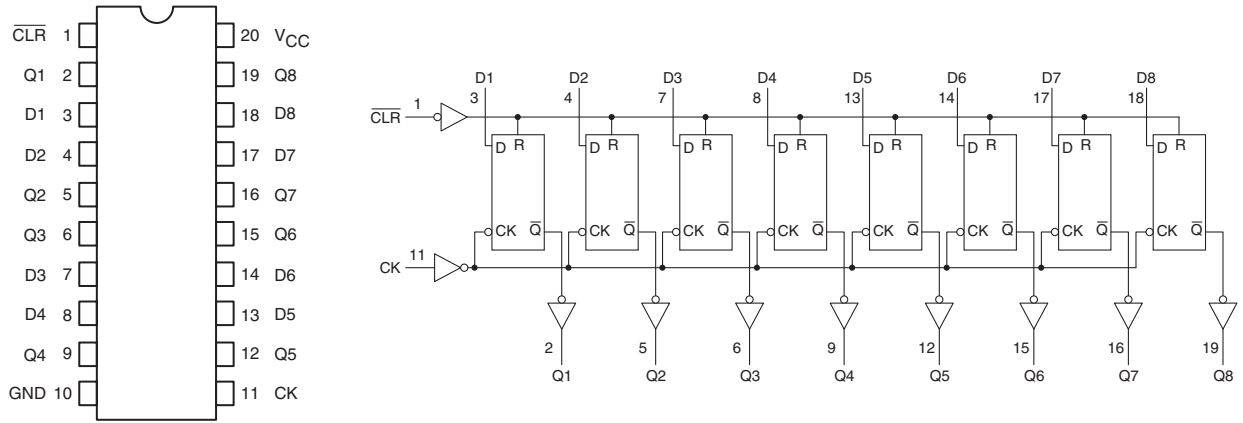 CLR 1 20 VCC
Q1 2 19 Q8
D1 3 18 D8
D2 4 17 D7
Q2 5 16 Q7
Q3 6 15 Q6
D3 7 14 D6
D4 8 13 D5
Q4 9 12 Q5
GND 10 11 CK
D1 D2 D3 D4 D5 D6 D7 D8
3 4 7 8 13 14 17 18
CLR 1
D R D R D R D R D R D R D R D R
CK Q CK Q CK Q CK Q CK Q CK Q CK Q CK Q
CK 11
2 5 6 9 12 15 16 19
Q1 Q2 Q3 Q4 Q5 Q6 Q7 Q8